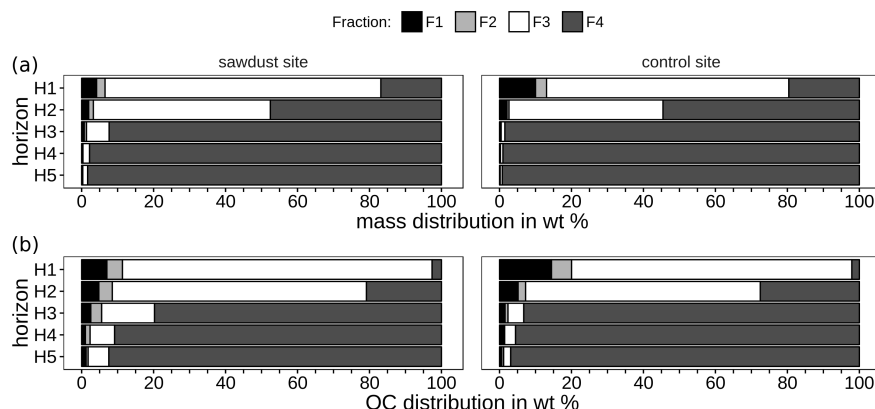 Fraction: F1 F2 F3 F4
(a)
sawdust site control site
horizon
H1
H2
H3
H4
H5
0 20 40 60 80 100 0 20 40 60 80 100
mass distribution in wt %
(b)
horizon
H1
H2
H3
H4
H5
0 20 40 60 80 100 0 20 40 60 80 100
OC distribution in wt %